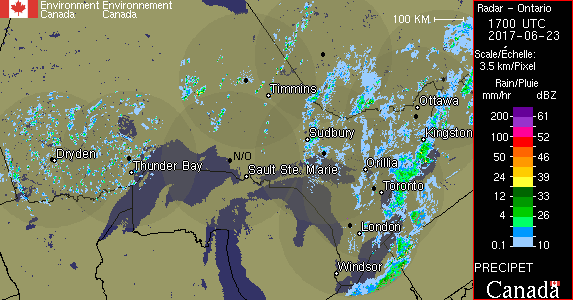 Environment Environnement
Canada Canada
100 KM.
Timmins
Ottawa
Sudbury
Kingston
Dryden
Thunder Bay
N/O
Sault Ste. Marie
Orillia
Toronto
London
Windsor
Radar - Ontario
1700 UTC
2017-06-23
Scale/Échelle:
3.5 km/Pixel
Rain/Pluie
mm/hr dBZ
200 61
100 52
50 46
24 39
12 33
4 26
0.1 10
PRECIPET
Canada